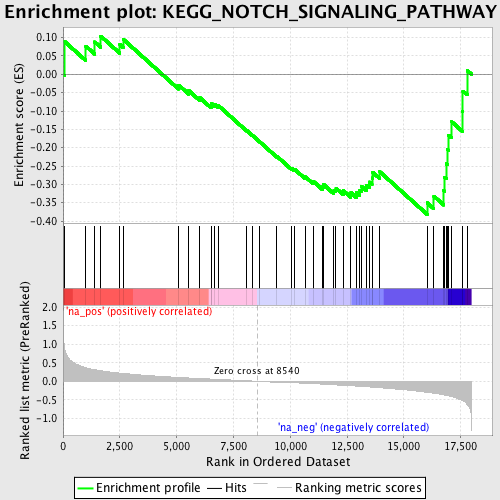 Enrichment plot: KEGG_NOTCH_SIGNALING_PATHWAY
Enrichment score (ES)
0.10
0.05
0.00
-0.05
-0.10
-0.15
-0.20
-0.25
-0.30
-0.35
-0.40
'na_pos' (positively correlated)
Ranked list metric (PreRanked)
2.0
1.5
1.0
0.5
0.0
-0.5
-1.0
Zero cross at 8540
'na_neg' (negatively correlated)
0 2,500 5,000 7,500 10,000 12,500 15,000 17,500
Rank in Ordered Dataset
Enrichment profile Hits Ranking metric scores